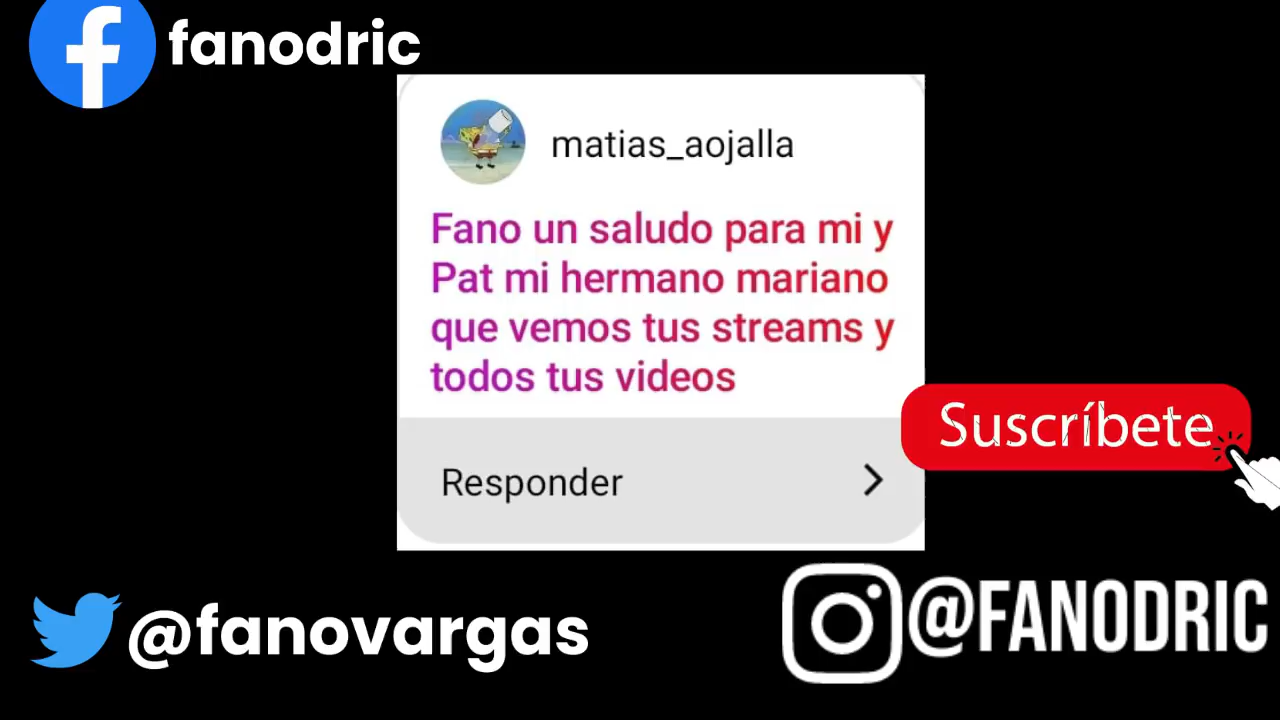 fanodric
matias_aojalla
Fano un saludo para mi y
Pat mi hermano mariano
que vemos tus streams y
todos tus videos
Suscríbete
Responder
@fanovargas
@FANODRIC